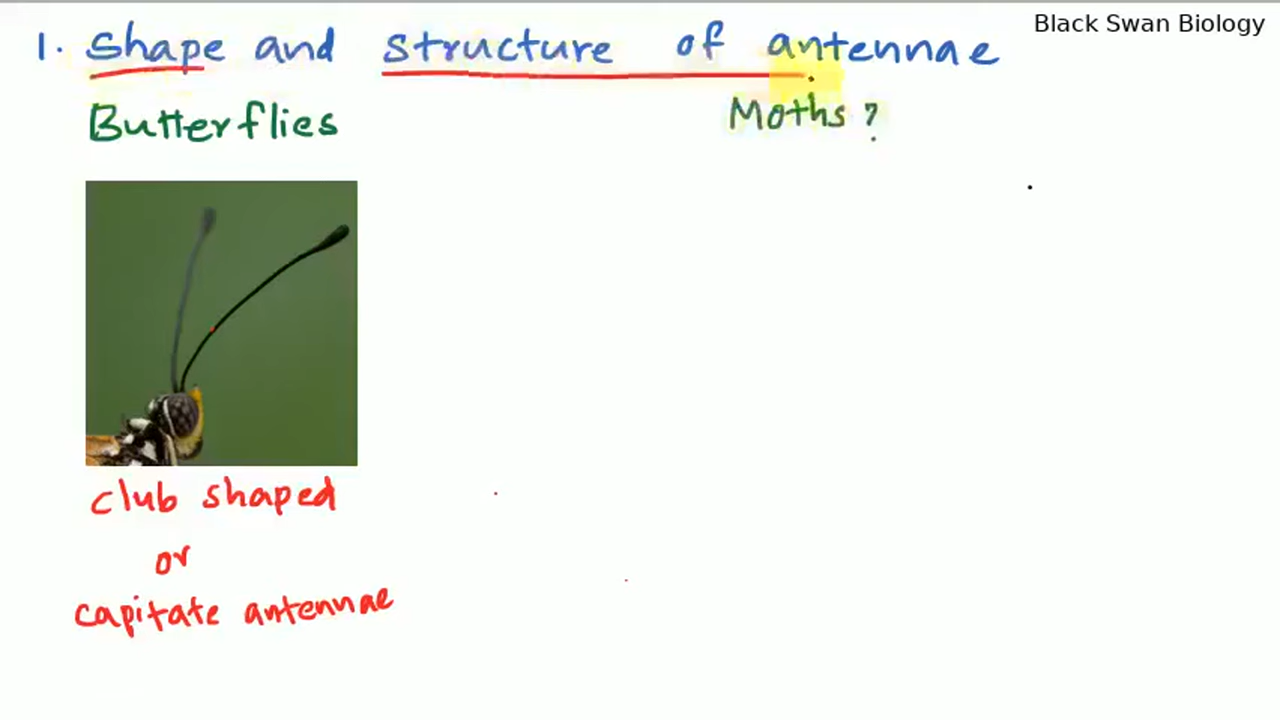 Black Swan Biology
1. Shape and structure of antennae
Butterflies
Moths ?
club shaped
or
capitate antennae